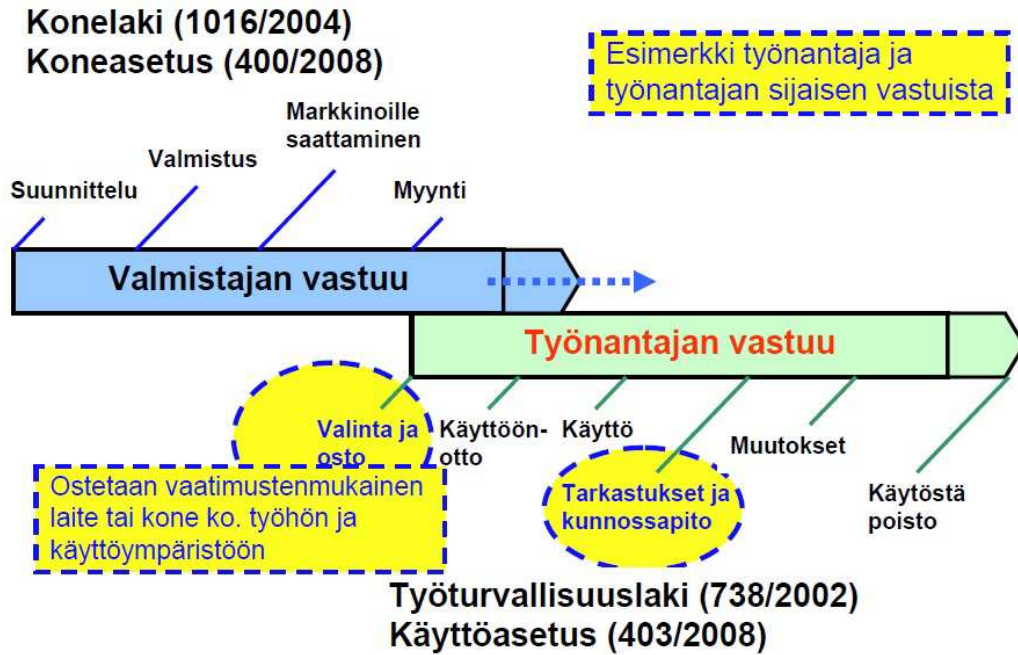 Konelaki (1016/2004)
Koneasetus (400/2008)
Esimerkki työnantaja ja
työnantajan sijaisen vastuista
Markkinoille
saattaminen
Valmistus
Suunnittelu
Myynti
Valmistajan vastuu
Työnantajan vastuu
Valinta ja
osto
Käyttöön-
otto
Käyttö
Muutokset
Ostetaan vaatimustenmukainen
laite tai kone ko. työhön ja
käyttöympäristöön
Tarkastukset ja
kunnossapito
Käytöstä
poisto
Työturvallisuuslaki (738/2002)
Käyttöasetus (403/2008)